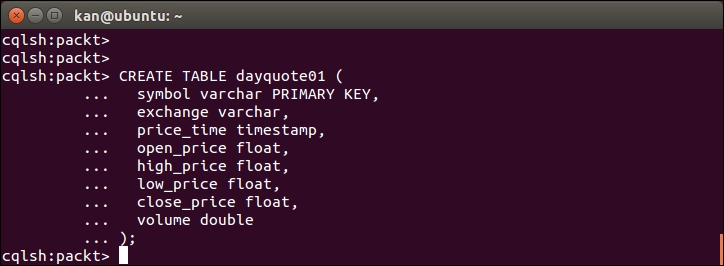 kan@ubuntu: ~
cqlsh:packt>
cqlsh:packt>
cqlsh:packt> CREATE TABLE dayquote01 (
         ...   symbol varchar PRIMARY KEY,
         ...   exchange varchar,
         ...   price_time timestamp,
         ...   open_price float,
         ...   high_price float,
         ...   low_price float,
         ...   close_price float,
         ...   volume double
         ... );
cqlsh:packt>